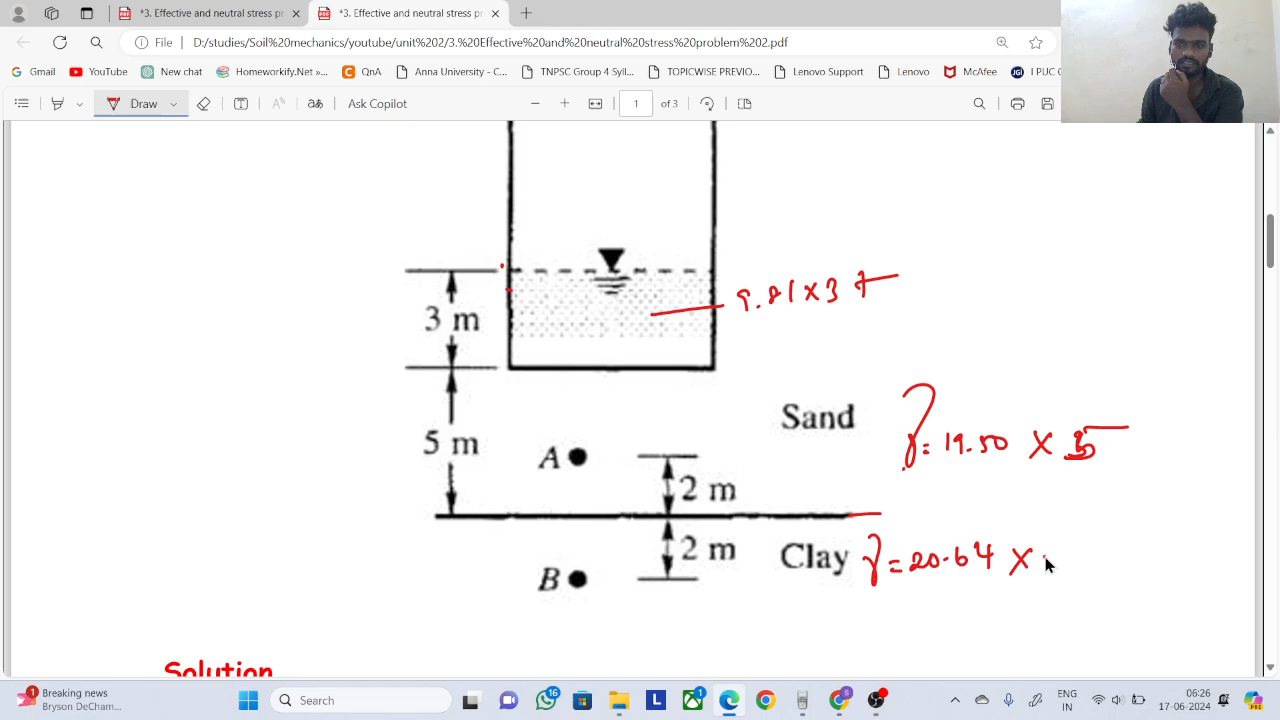 *3. Effective and neutral stress pr
*3. Effective and neutral stress pr
File
D:/studies/Soil%20mechanics/youtube/unit%202/3.%20effective%20and%20neutral%20stress%20problem%202.pdf
Gmail
YouTube
New chat
Homeworkify.Net »...
QnA
Anna University...
TNPSC Group 4 Syll...
TOPICWISE PREVIO...
Lenovo Support
Lenovo
McAfee
I PUC C
Draw
Ask Copilot
1 of 3
3 m
9.81 X 3 +
5 m
Sand
γ = 19.50 X 5
A
2 m
2 m
Clay
γ = 20.64 X
B
Solution
1
Breaking news
Bryson DeCham...
Search
16
1
ENG
IN
06:26
17-06-2024